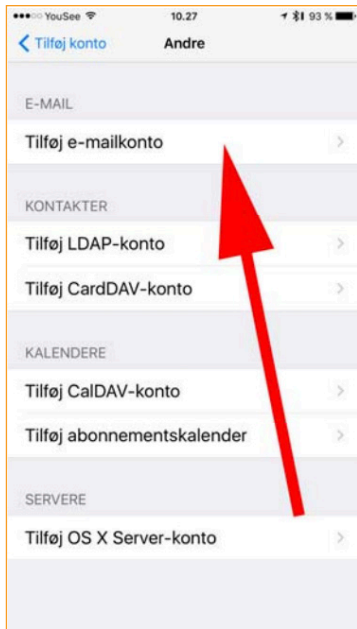 YouSee 10.27 93 %
Tilføj konto Andre
E-MAIL
Tilføj e-mailkonto
KONTAKTER
Tilføj LDAP-konto
Tilføj CardDAV-konto
KALENDERE
Tilføj CalDAV-konto
Tilføj abonnementskalender
SERVERE
Tilføj OS X Server-konto